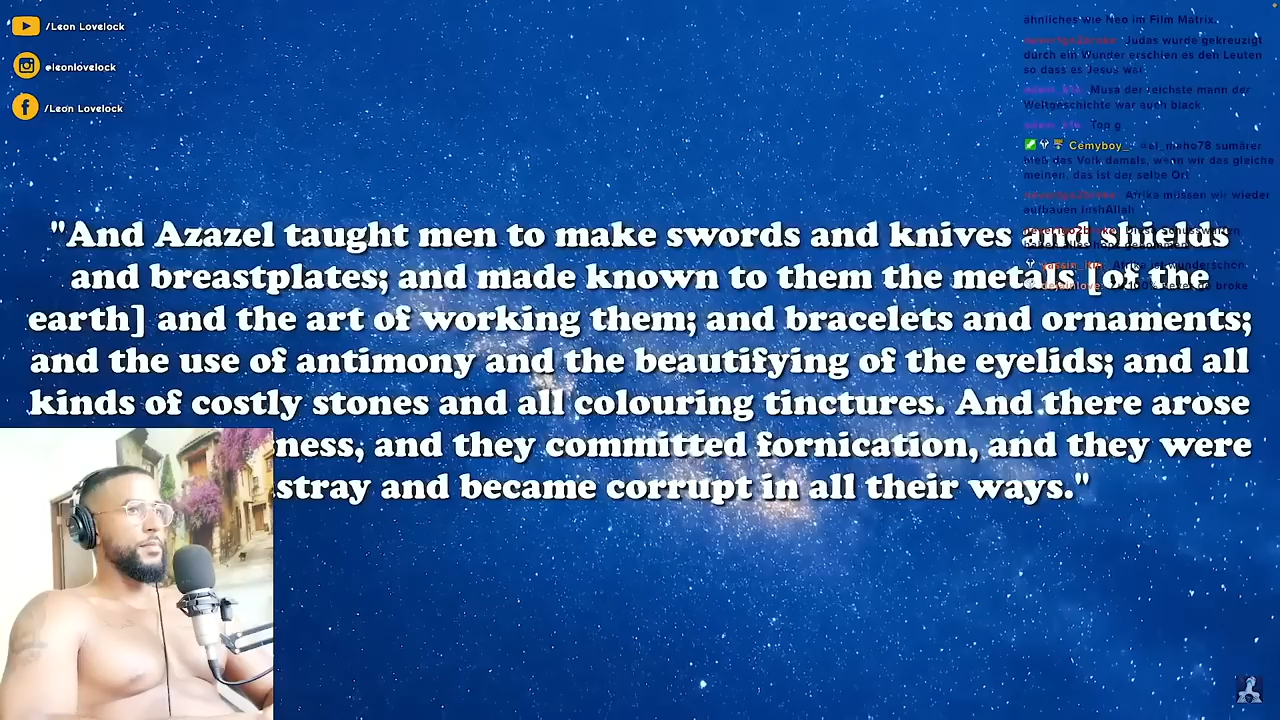 /Leon Lovelock
@leonlovelock
/Leon Lovelock
ähnliches wie Neo im Film Matrix.
Judas wurde gekreuzigt
durch ein Wunder erschien es den Leuten
so dass es Jesus war
Musa der reichste mann der
Weltgeschichte war auch black
Top g
Cemyboy_: sumärer
das Volk damals, wenn wir das gleiche
meinen, das ist der selbe Ort
Afrika müssen wir wieder
aufbauen inshAllah
"And Azazel taught men to make swords and knives and shields
and breastplates; and made known to them the metals [of the
earth] and the art of working them; and bracelets and ornaments;
and the use of antimony and the beautifying of the eyelids; and all
kinds of costly stones and all colouring tinctures. And there arose
ness, and they committed fornication, and they were
stray and became corrupt in all their ways."